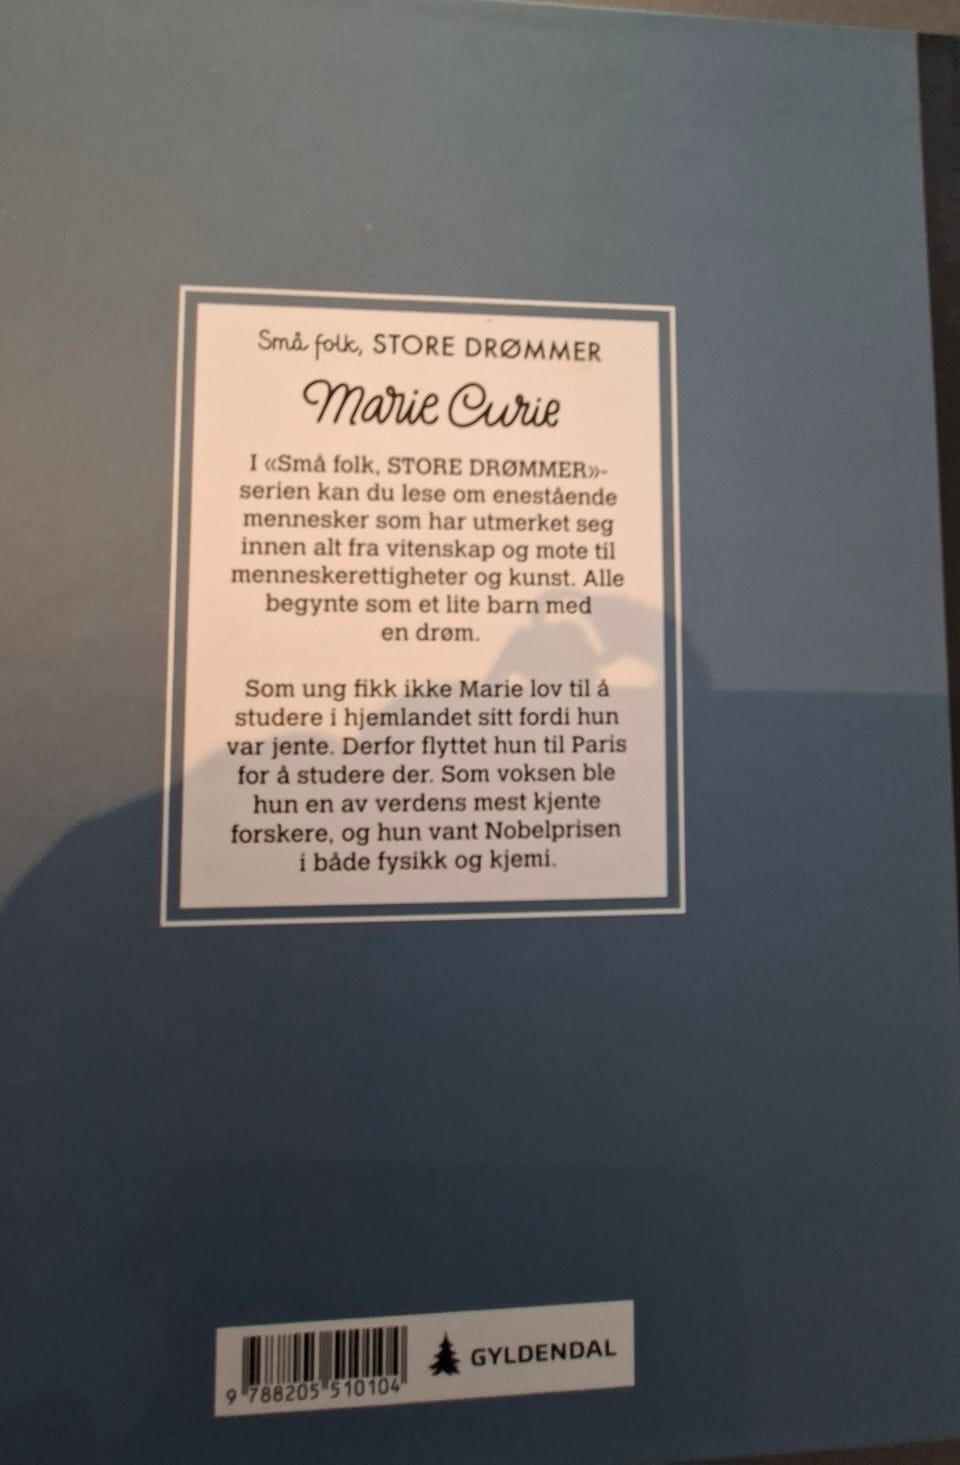 Små folk, STORE DRØMMER
Marie Curie
I «Små folk, STORE DRØMMER»-
serien kan du lese om enestående
mennesker som har utmerket seg
innen alt fra vitenskap og mote til
menneskerettigheter og kunst. Alle
begynte som et lite barn med
en drøm.
Som ung fikk ikke Marie lov til å
studere i hjemlandet sitt fordi hun
var jente. Derfor flyttet hun til Paris
for å studere der. Som voksen ble
hun en av verdens mest kjente
forskere, og hun vant Nobelprisen
i både fysikk og kjemi.
9 788205 510104
GYLDENDAL